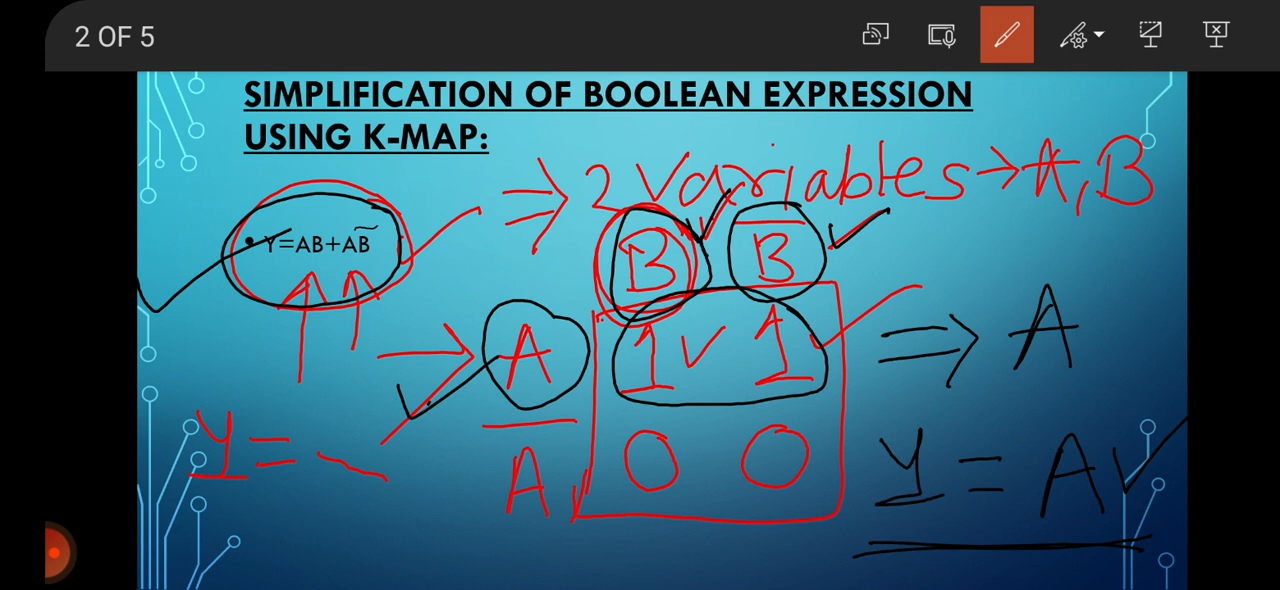 2 OF 5
SIMPLIFICATION OF BOOLEAN EXPRESSION
USING K-MAP:
⇒ 2 Variables → A, B
• Y=AB+AB̃
B B̅
→ A 1 1 ⇒ A
A̅ 0 0
Y =
Y = A